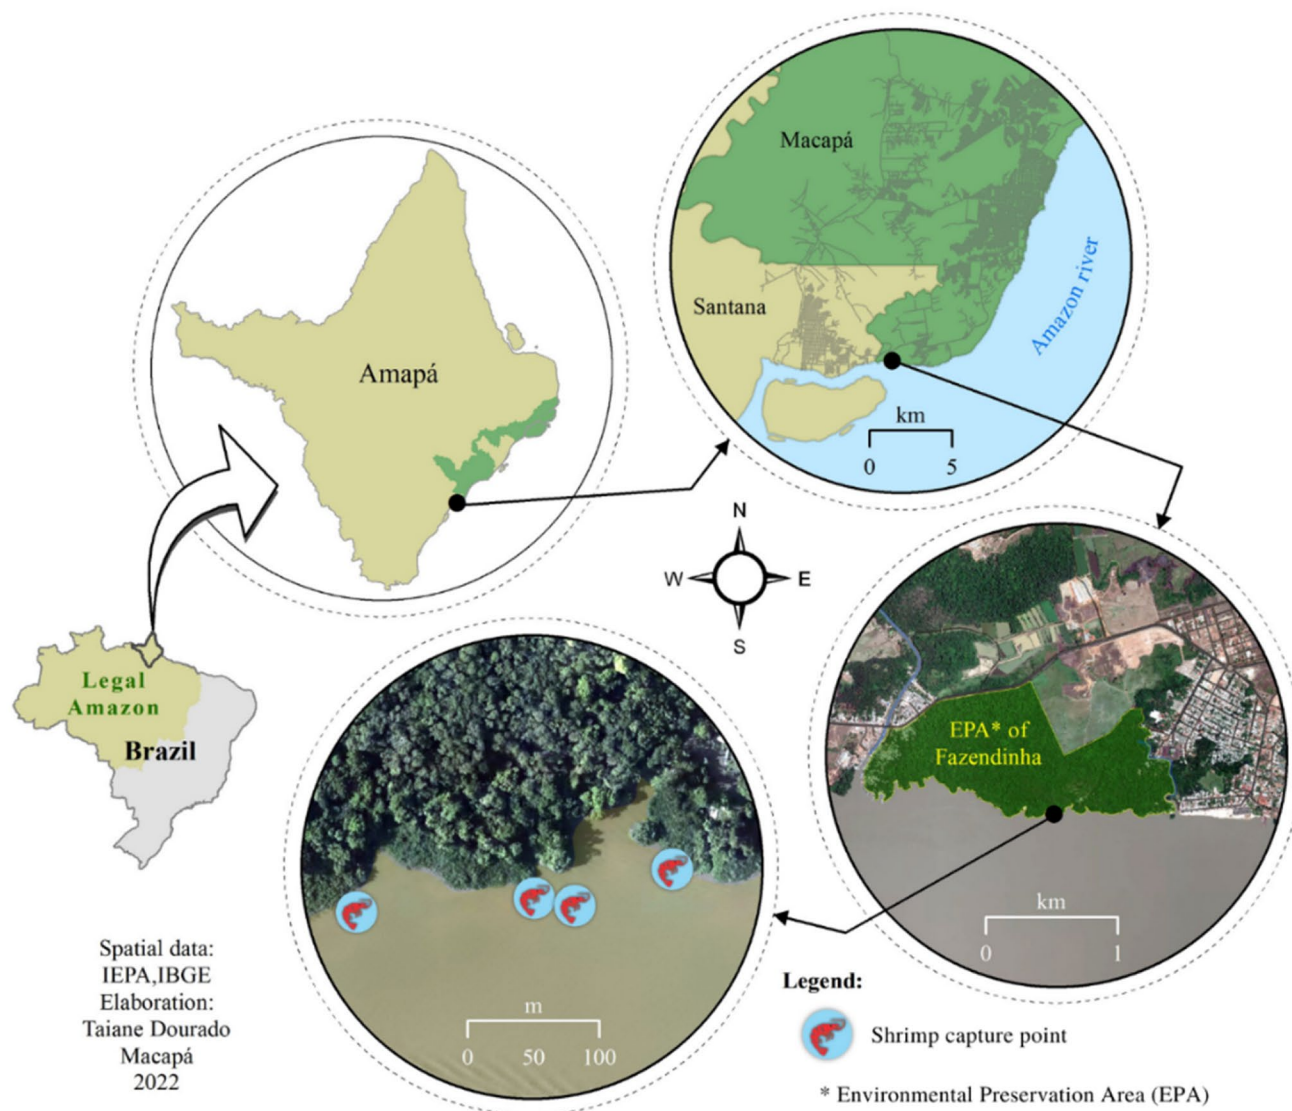 Macapá
Santana
Amazon river
km
0 5
Amapá
N
W E
S
Legal
Amazon
Brazil
EPA* of
Fazendinha
km
0 1
m
0 50 100
Spatial data:
IEPA,IBGE
Elaboration:
Taiane Dourado
Macapá
2022
Legend:
Shrimp capture point
* Environmental Preservation Area (EPA)